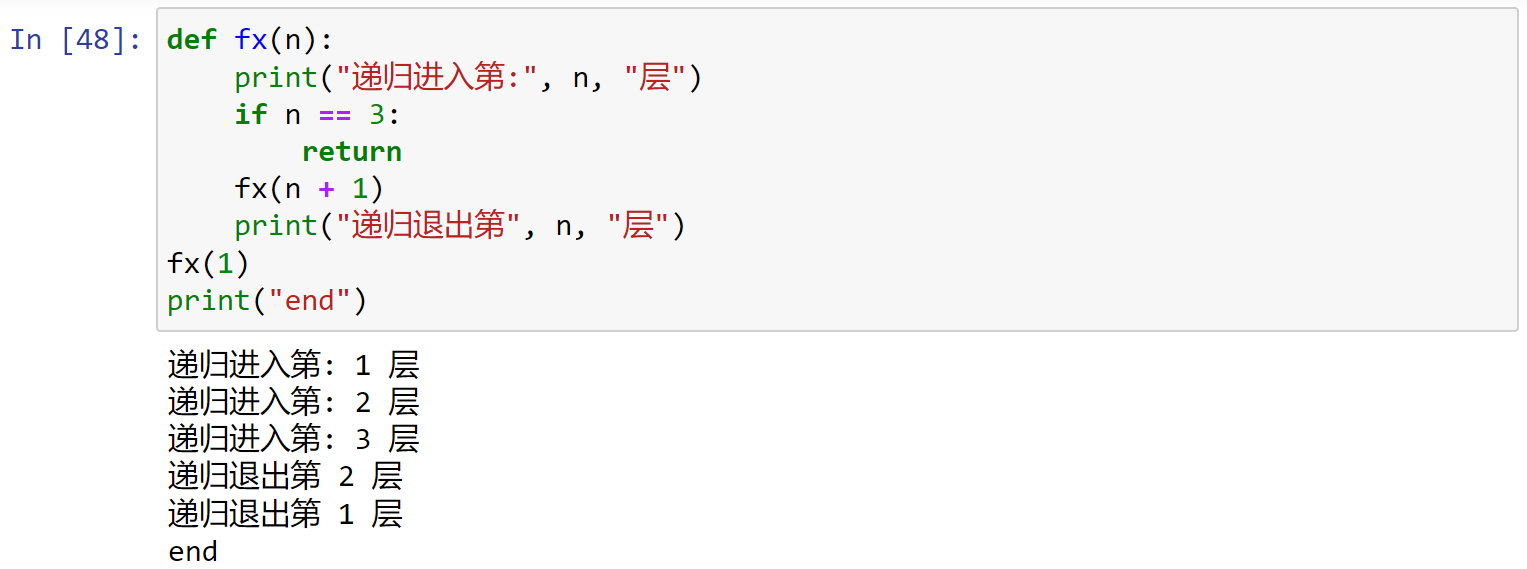 In [48]: def fx(n):
    print("递归进入第:", n, "层")
    if n == 3:
        return
    fx(n + 1)
    print("递归退出第", n, "层")
fx(1)
print("end")
递归进入第: 1 层
递归进入第: 2 层
递归进入第: 3 层
递归退出第 2 层
递归退出第 1 层
end